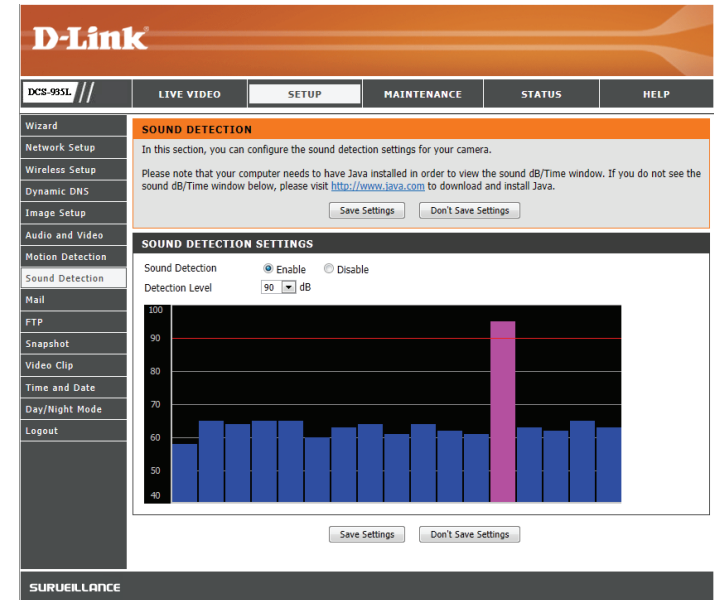 D-Link
DCS-935L
LIVE VIDEO
SETUP
MAINTENANCE
STATUS
HELP
Wizard
Network Setup
Wireless Setup
Dynamic DNS
Image Setup
Audio and Video
Motion Detection
Sound Detection
Mail
FTP
Snapshot
Video Clip
Time and Date
Day/Night Mode
Logout
SOUND DETECTION
In this section, you can configure the sound detection settings for your camera.
Please note that your computer needs to have Java installed in order to view the sound dB/Time window. If you do not see the
sound dB/Time window below, please visit http://www.java.com to download and install Java.
Save Settings
Don't Save Settings
SOUND DETECTION SETTINGS
Sound Detection
Enable
Disable
Detection Level
90
dB
100
90
80
70
60
50
40
Save Settings
Don't Save Settings
SURVEILLANCE